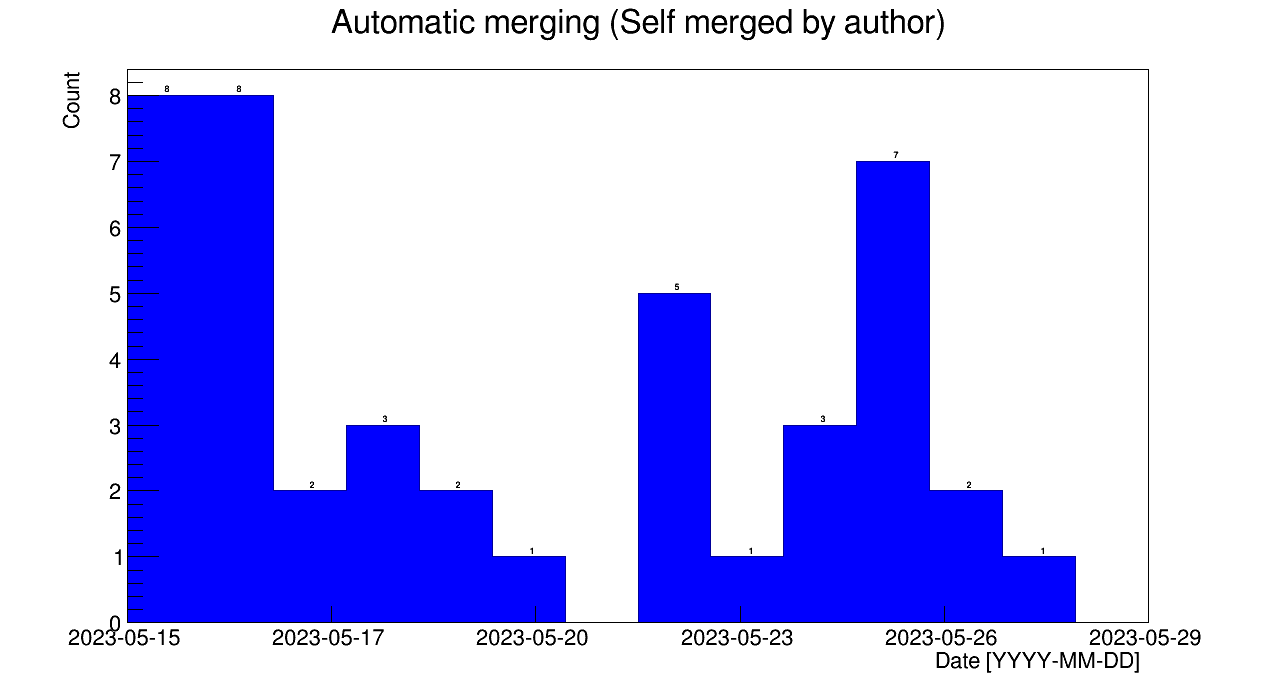 Automatic merging (Self merged by author)
Count
8
7
6
5
4
3
2
1
0
8 8 2 3 2 1 5 1 3 7 2 1
2023-05-15 2023-05-17 2023-05-20 2023-05-23 2023-05-26 2023-05-29
Date [YYYY-MM-DD]